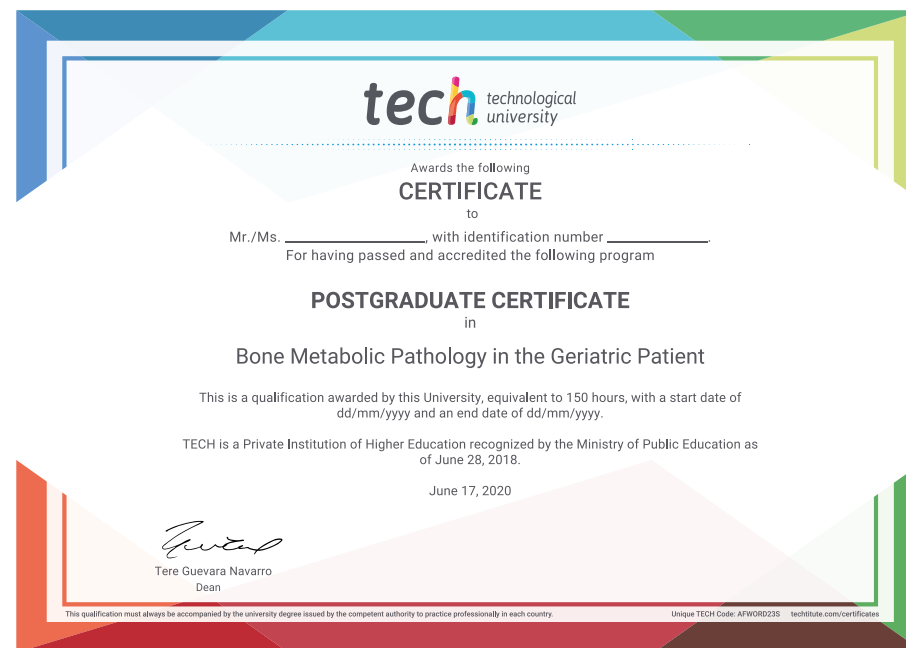 tech technological
university
Awards the following
CERTIFICATE
to
Mr./Ms. ____________, with identification number ____________.
For having passed and accredited the following program
POSTGRADUATE CERTIFICATE
in
Bone Metabolic Pathology in the Geriatric Patient
This is a qualification awarded by this University, equivalent to 150 hours, with a start date of
dd/mm/yyyy and an end date of dd/mm/yyyy.
TECH is a Private Institution of Higher Education recognized by the Ministry of Public Education as
of June 28, 2018.
June 17, 2020
Tere Guevara Navarro
Dean
This qualification must always be accompanied by the university degree issued by the competent authority to practice professionally in each country. Unique TECH Code: AFWORD23S techtitute.com/certificates